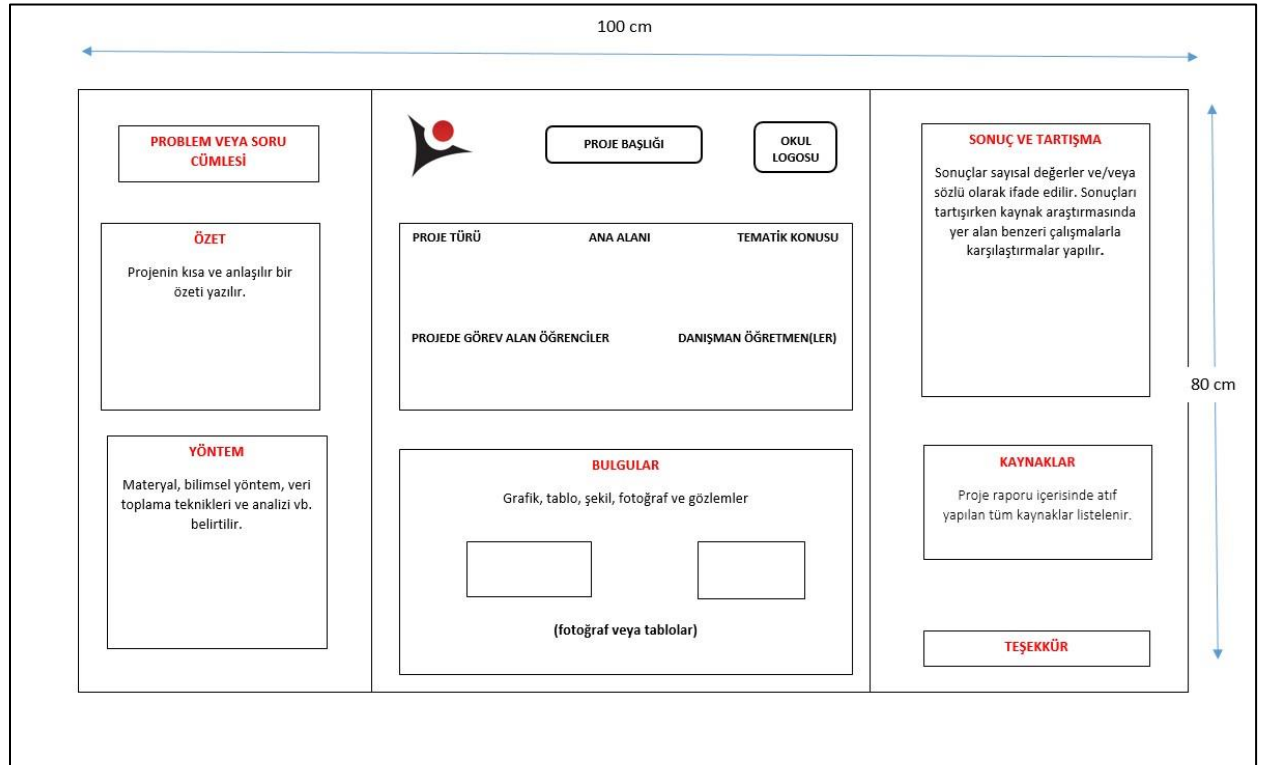 100 cm
PROBLEM VEYA SORU
CÜMLESİ
ÖZET
Projenin kısa ve anlaşılır bir
özeti yazılır.
YÖNTEM
Materyal, bilimsel yöntem, veri
toplama teknikleri ve analizi vb.
belirtilir.
PROJE BAŞLIĞI
OKUL
LOGOSU
PROJE TÜRÜ ANA ALANI TEMATİK KONUSU
PROJEDE GÖREV ALAN ÖĞRENCİLER DANIŞMAN ÖĞRETMEN(LER)
BULGULAR
Grafik, tablo, şekil, fotoğraf ve gözlemler
(fotoğraf veya tablolar)
SONUÇ VE TARTIŞMA
Sonuçlar sayısal değerler ve/veya
sözlü olarak ifade edilir. Sonuçları
tartışırken kaynak araştırmasında
yer alan benzeri çalışmalarla
karşılaştırmalar yapılır.
KAYNAKLAR
Proje raporu içerisinde atıf
yapılan tüm kaynaklar listelenir.
TEŞEKKÜR
80 cm